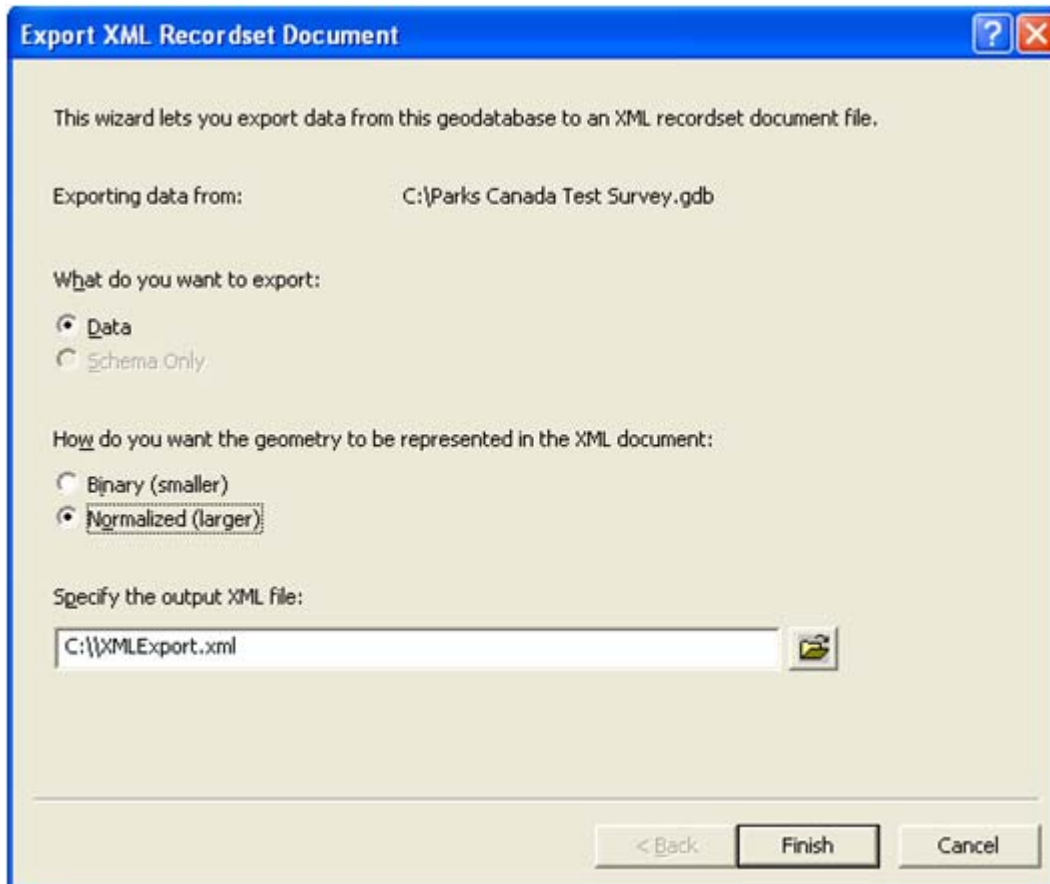 Export XML Recordset Document
This wizard lets you export data from this geodatabase to an XML recordset document file.
Exporting data from: C:\Parks Canada Test Survey.gdb
What do you want to export:
Data
Schema Only
How do you want the geometry to be represented in the XML document:
Binary (smaller)
Normalized (larger)
Specify the output XML file:
C:\\XMLExport.xml
< Back Finish Cancel